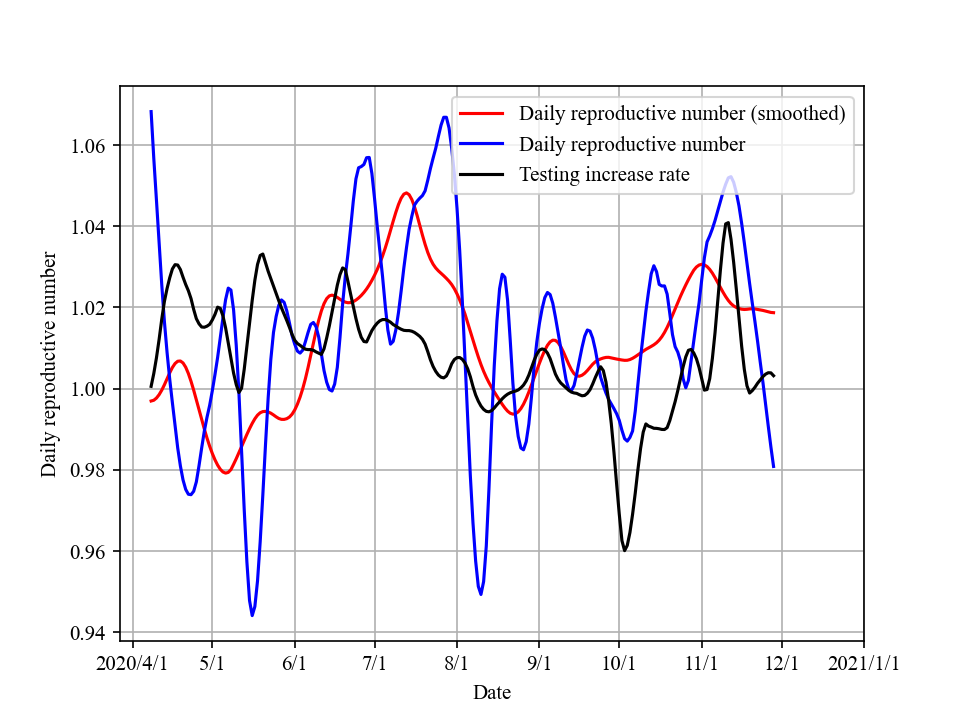 Daily reproductive number (smoothed)
Daily reproductive number
Testing increase rate
Daily reproductive number
1.06
1.04
1.02
1.00
0.98
0.96
0.94
2020/4/1 5/1 6/1 7/1 8/1 9/1 10/1 11/1 12/1 2021/1/1
Date